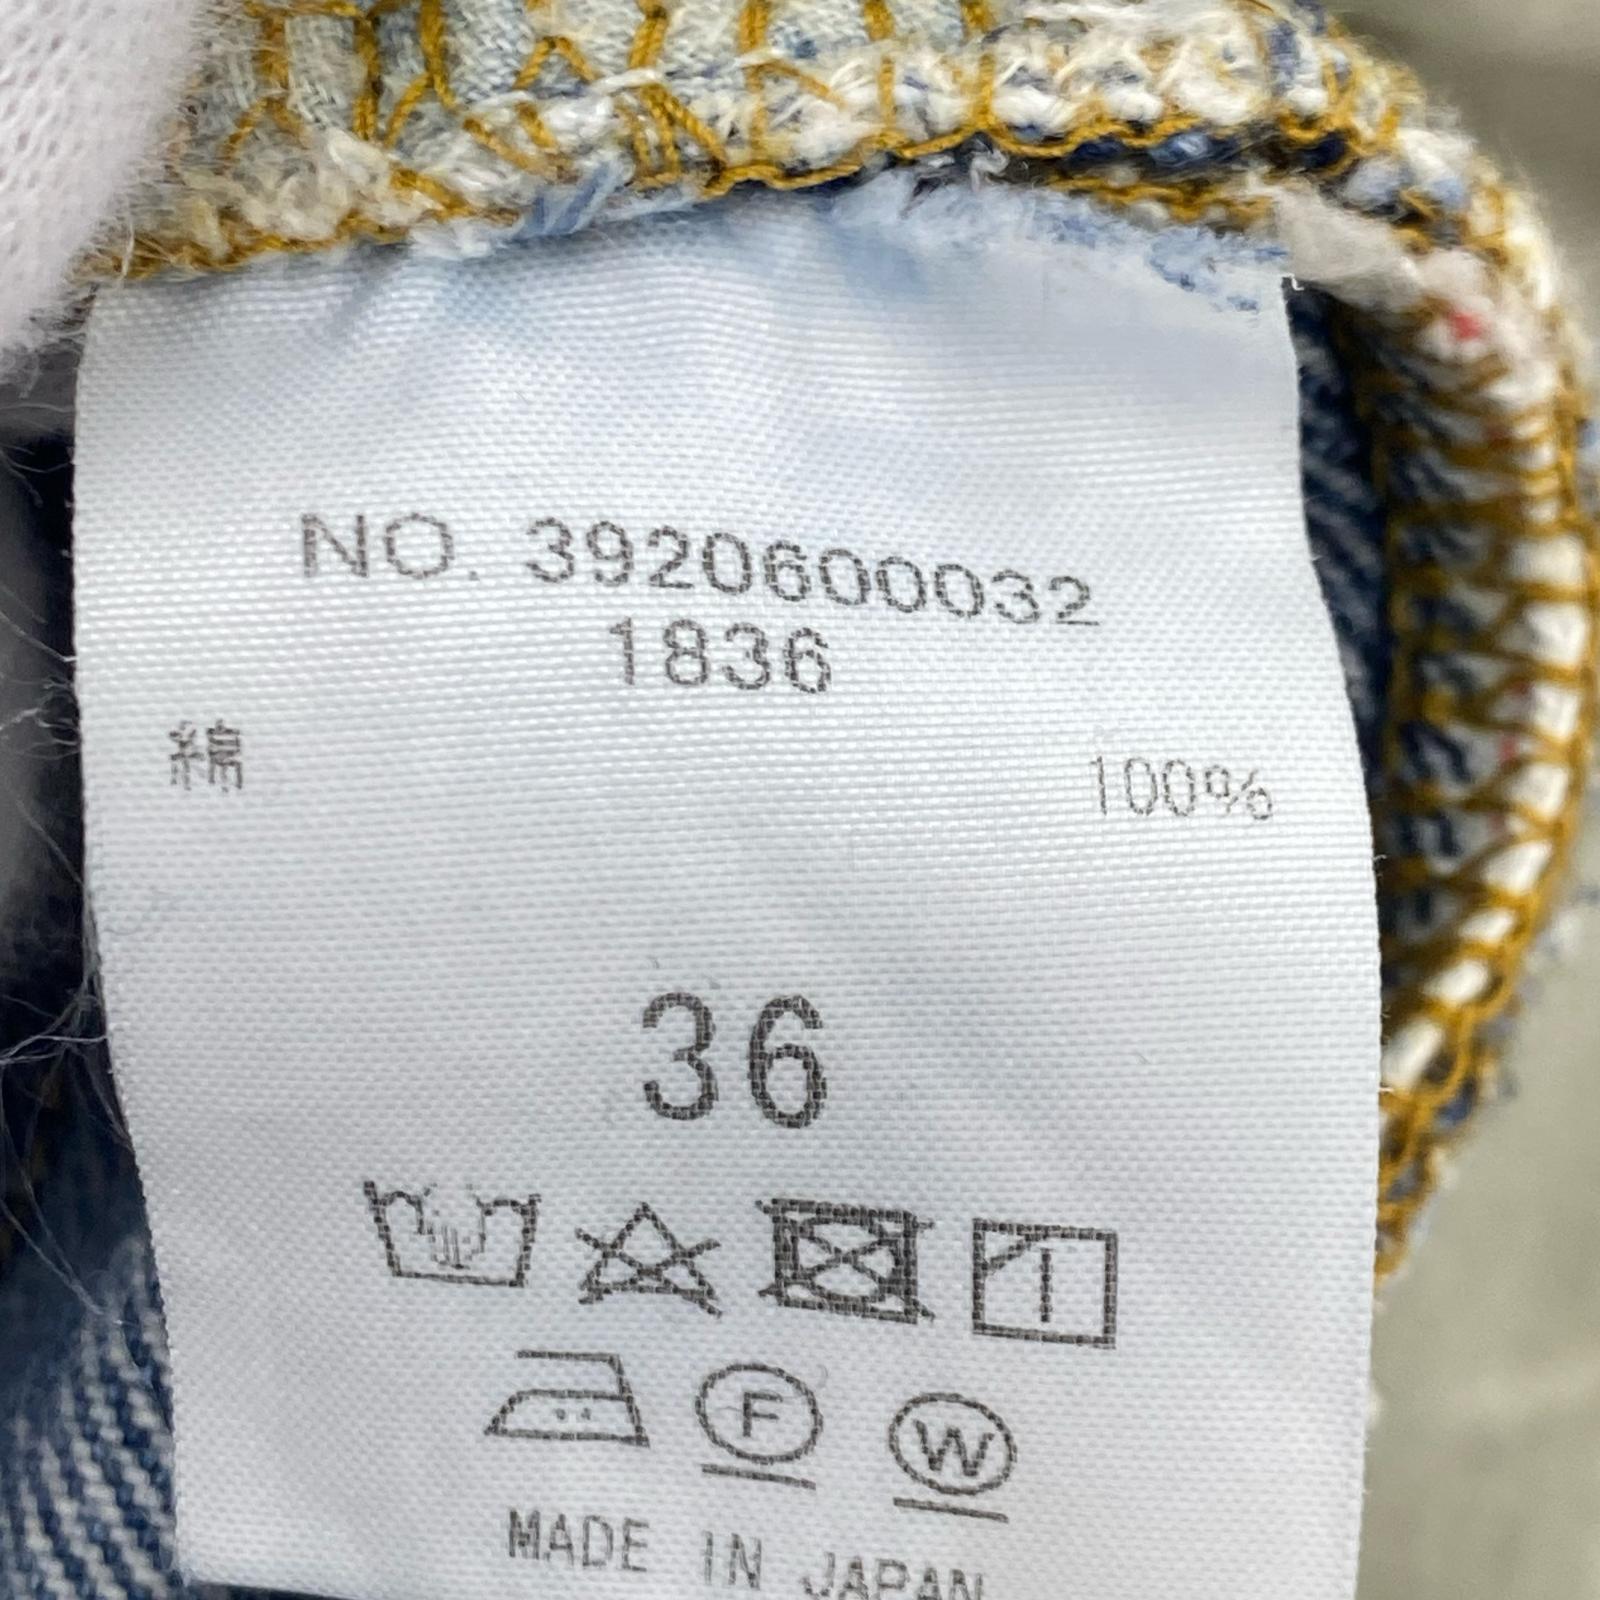 NO. 3920600032
1836
綿 100%
36
F W
MADE IN JAPAN